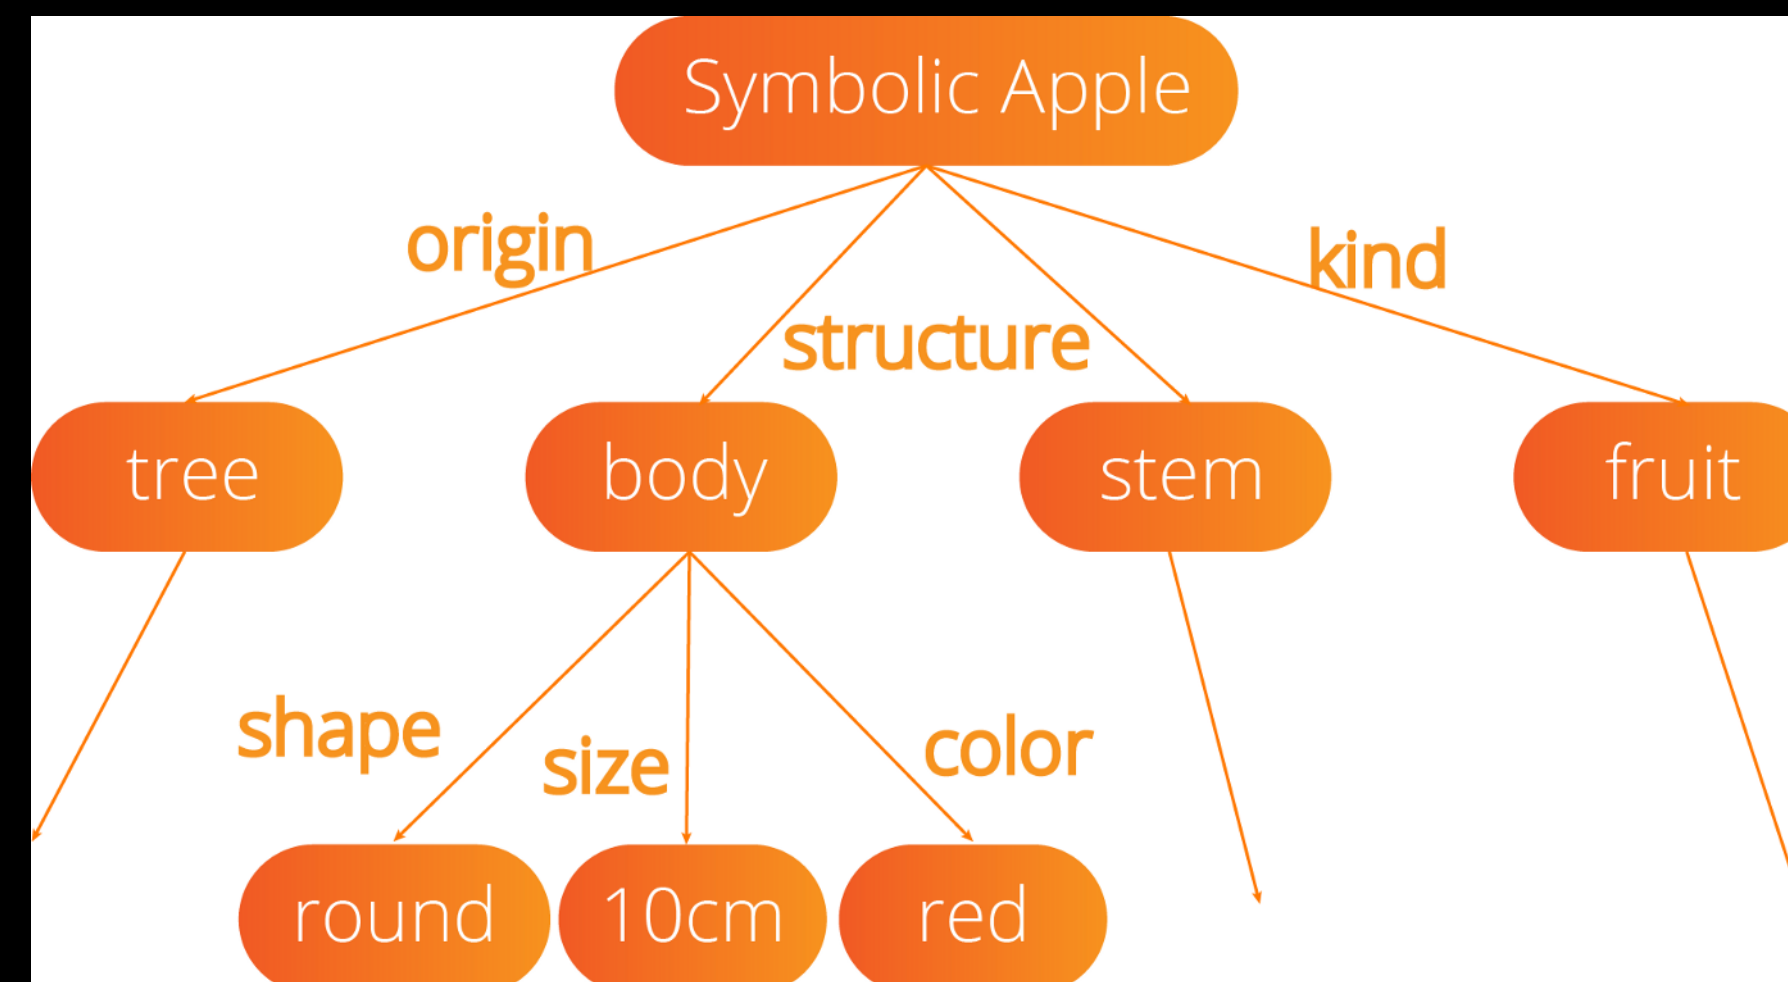 Symbolic Apple
origin
kind
structure
tree
body
stem
fruit
shape
size
color
round
10cm
red